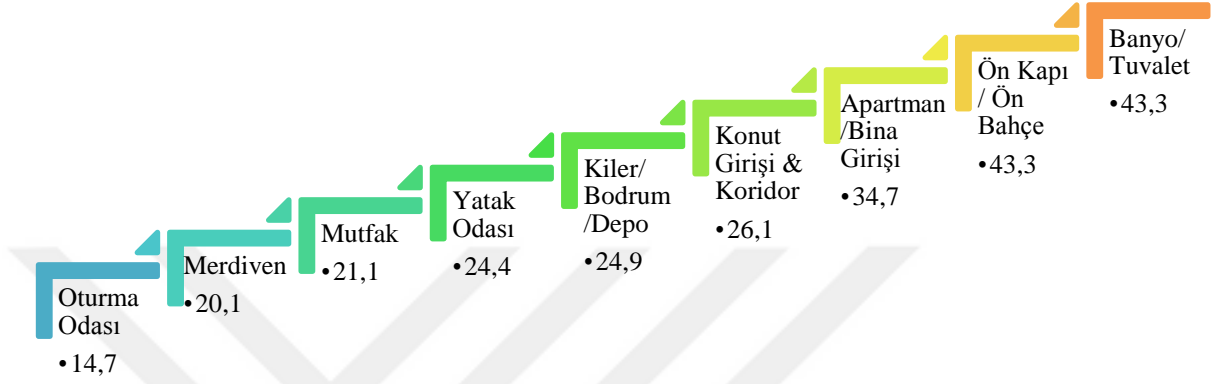 Oturma
Odası
•14,7
Merdiven
•20,1
Mutfak
•21,1
Yatak
Odası
•24,4
Kiler/
Bodrum
/Depo
•24,9
Konut
Girişi &
Koridor
•26,1
Apartman
/Bina
Girişi
•34,7
Ön Kapı
/ Ön
Bahçe
•43,3
Banyo/
Tuvalet
•43,3